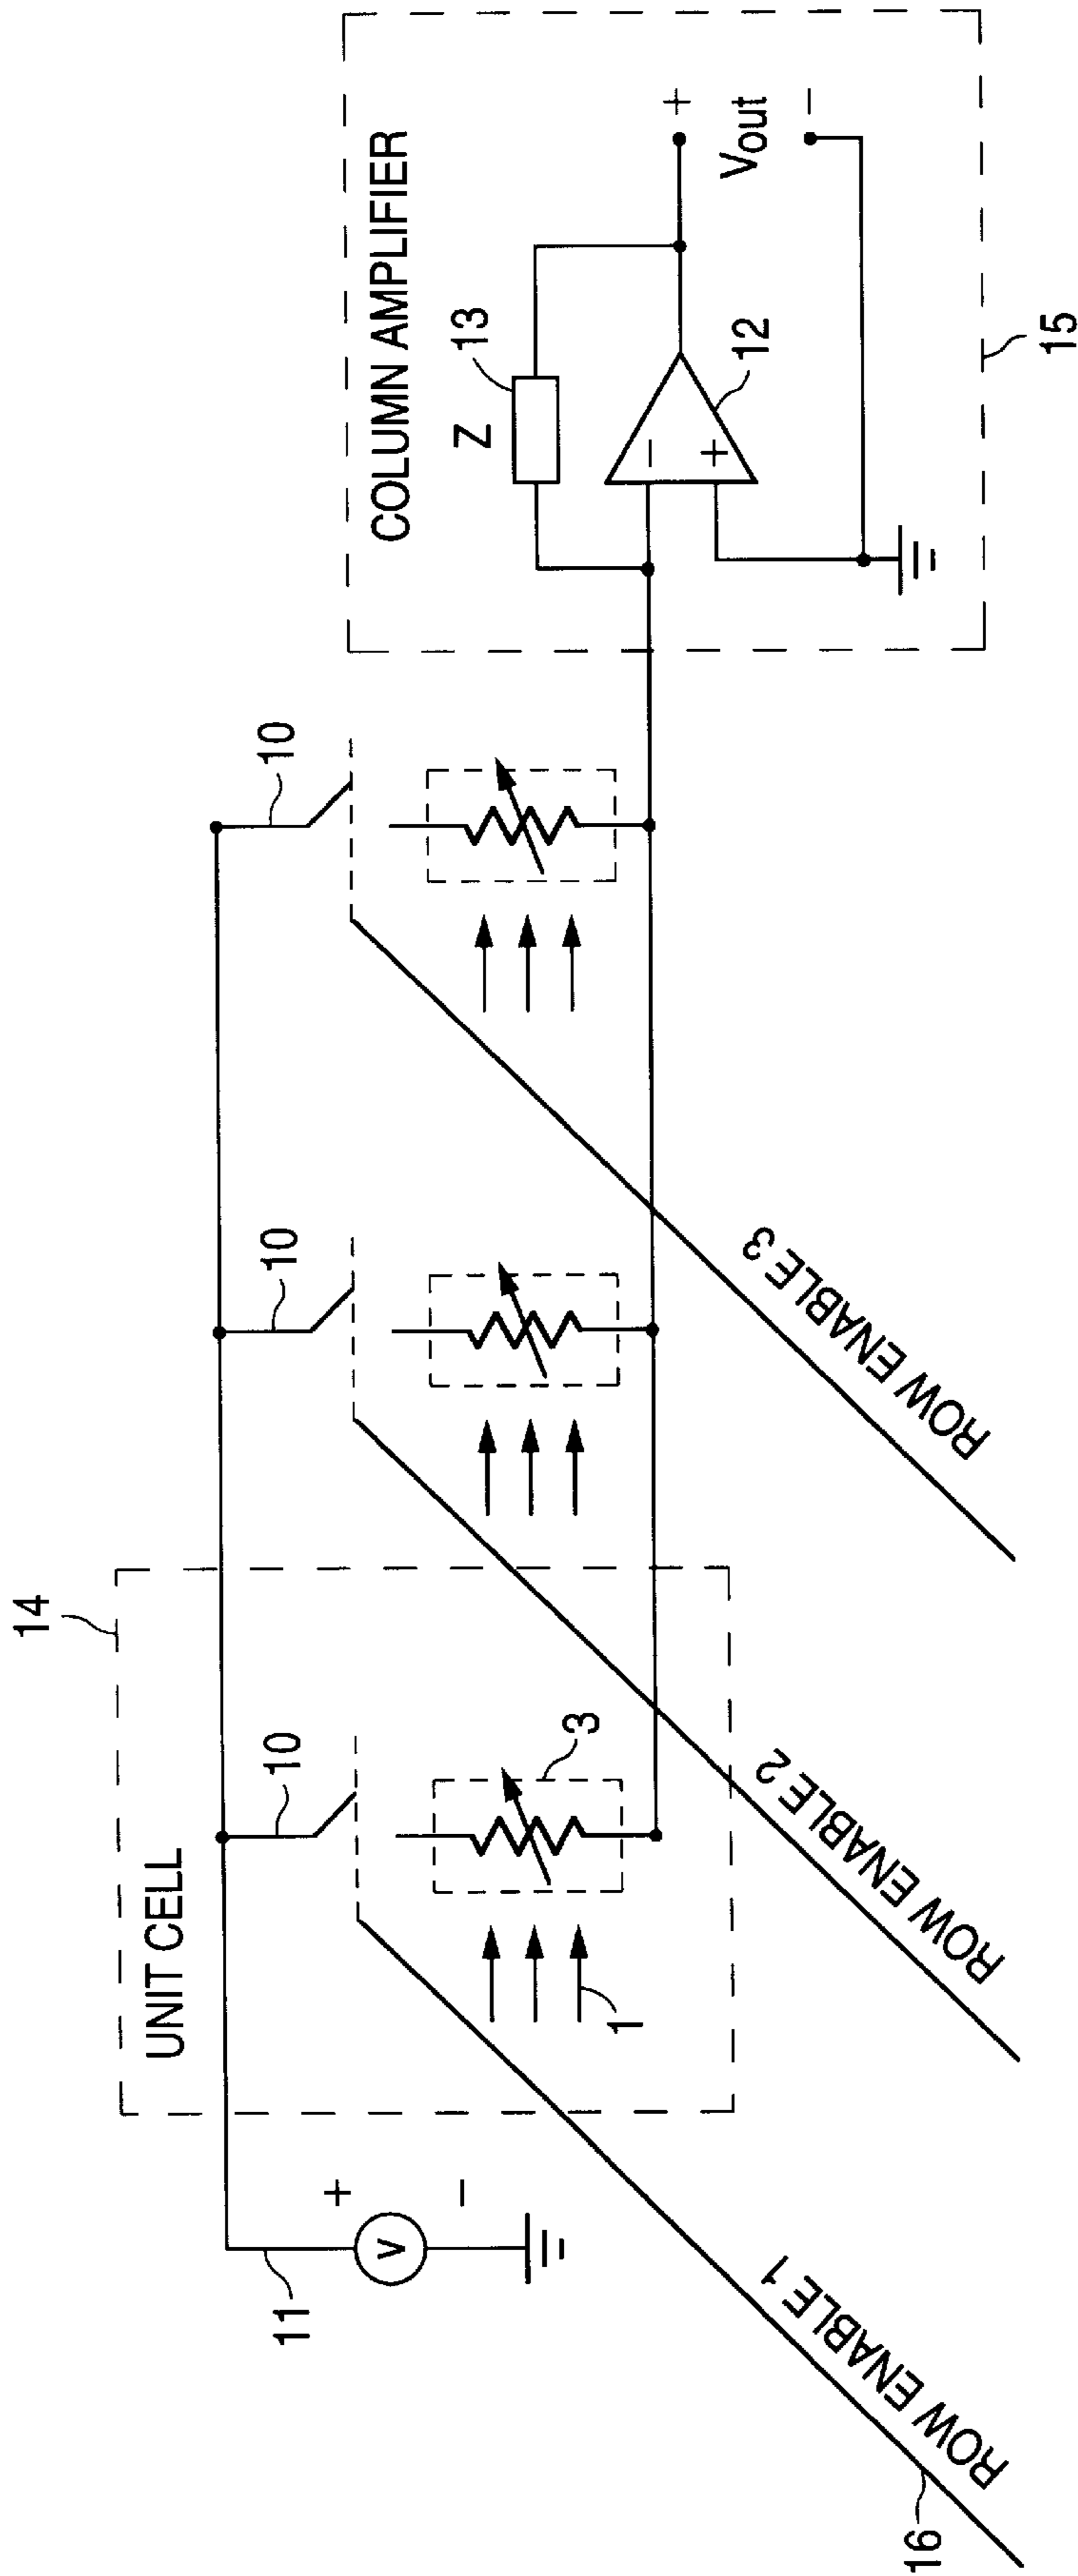 14
UNIT CELL
11
+
V
−
10
3
1
10
10
COLUMN AMPLIFIER
Z
13
−
+
12
+
Vout
−
15
ROW ENABLE 1
16
ROW ENABLE 2
ROW ENABLE 3